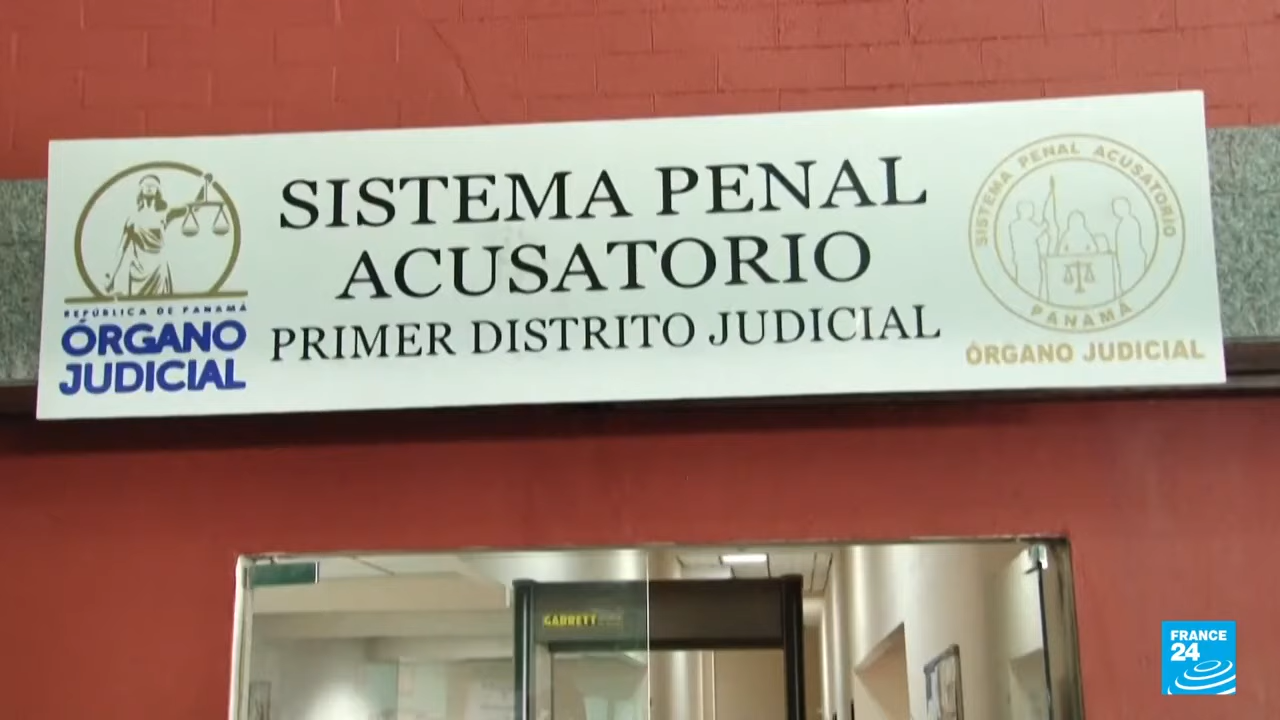 REPÚBLICA DE PANAMÁ
ÓRGANO
JUDICIAL
SISTEMA PENAL
ACUSATORIO
PRIMER DISTRITO JUDICIAL
SISTEMA PENAL ACUSATORIO
PANAMÁ
ÓRGANO JUDICIAL
GARRETT
FRANCE
24